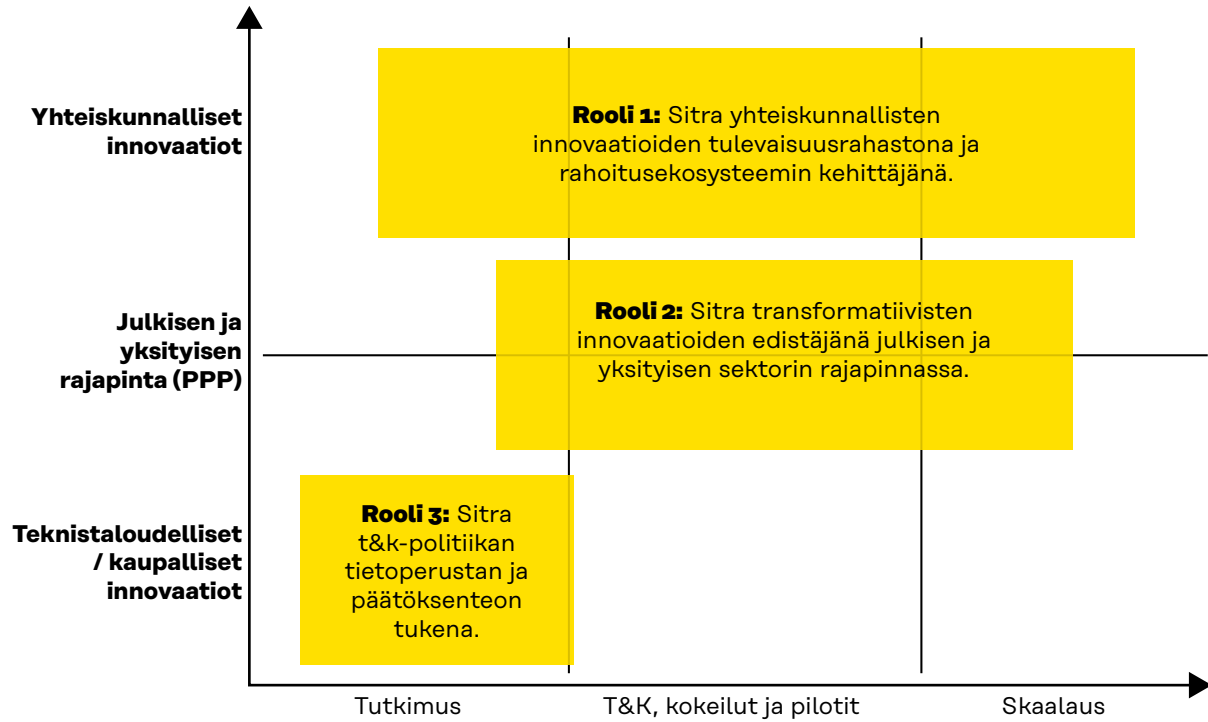 Yhteiskunnalliset
innovaatiot
Rooli 1: Sitra yhteiskunnallisten
innovaatioiden tulevaisuusrahastona ja
rahoitusekosysteemin kehittäjänä.
Julkisen ja
yksityisen
rajapinta (PPP)
Rooli 2: Sitra transformatiivisten
innovaatioiden edistäjänä julkisen ja
yksityisen sektorin rajapinnassa.
Teknistaloudelliset
/ kaupalliset
innovaatiot
Rooli 3: Sitra
t&k-politiikan
tietoperustan ja
päätöksenteon
tukena.
Tutkimus
T&K, kokeilut ja pilotit
Skaalaus